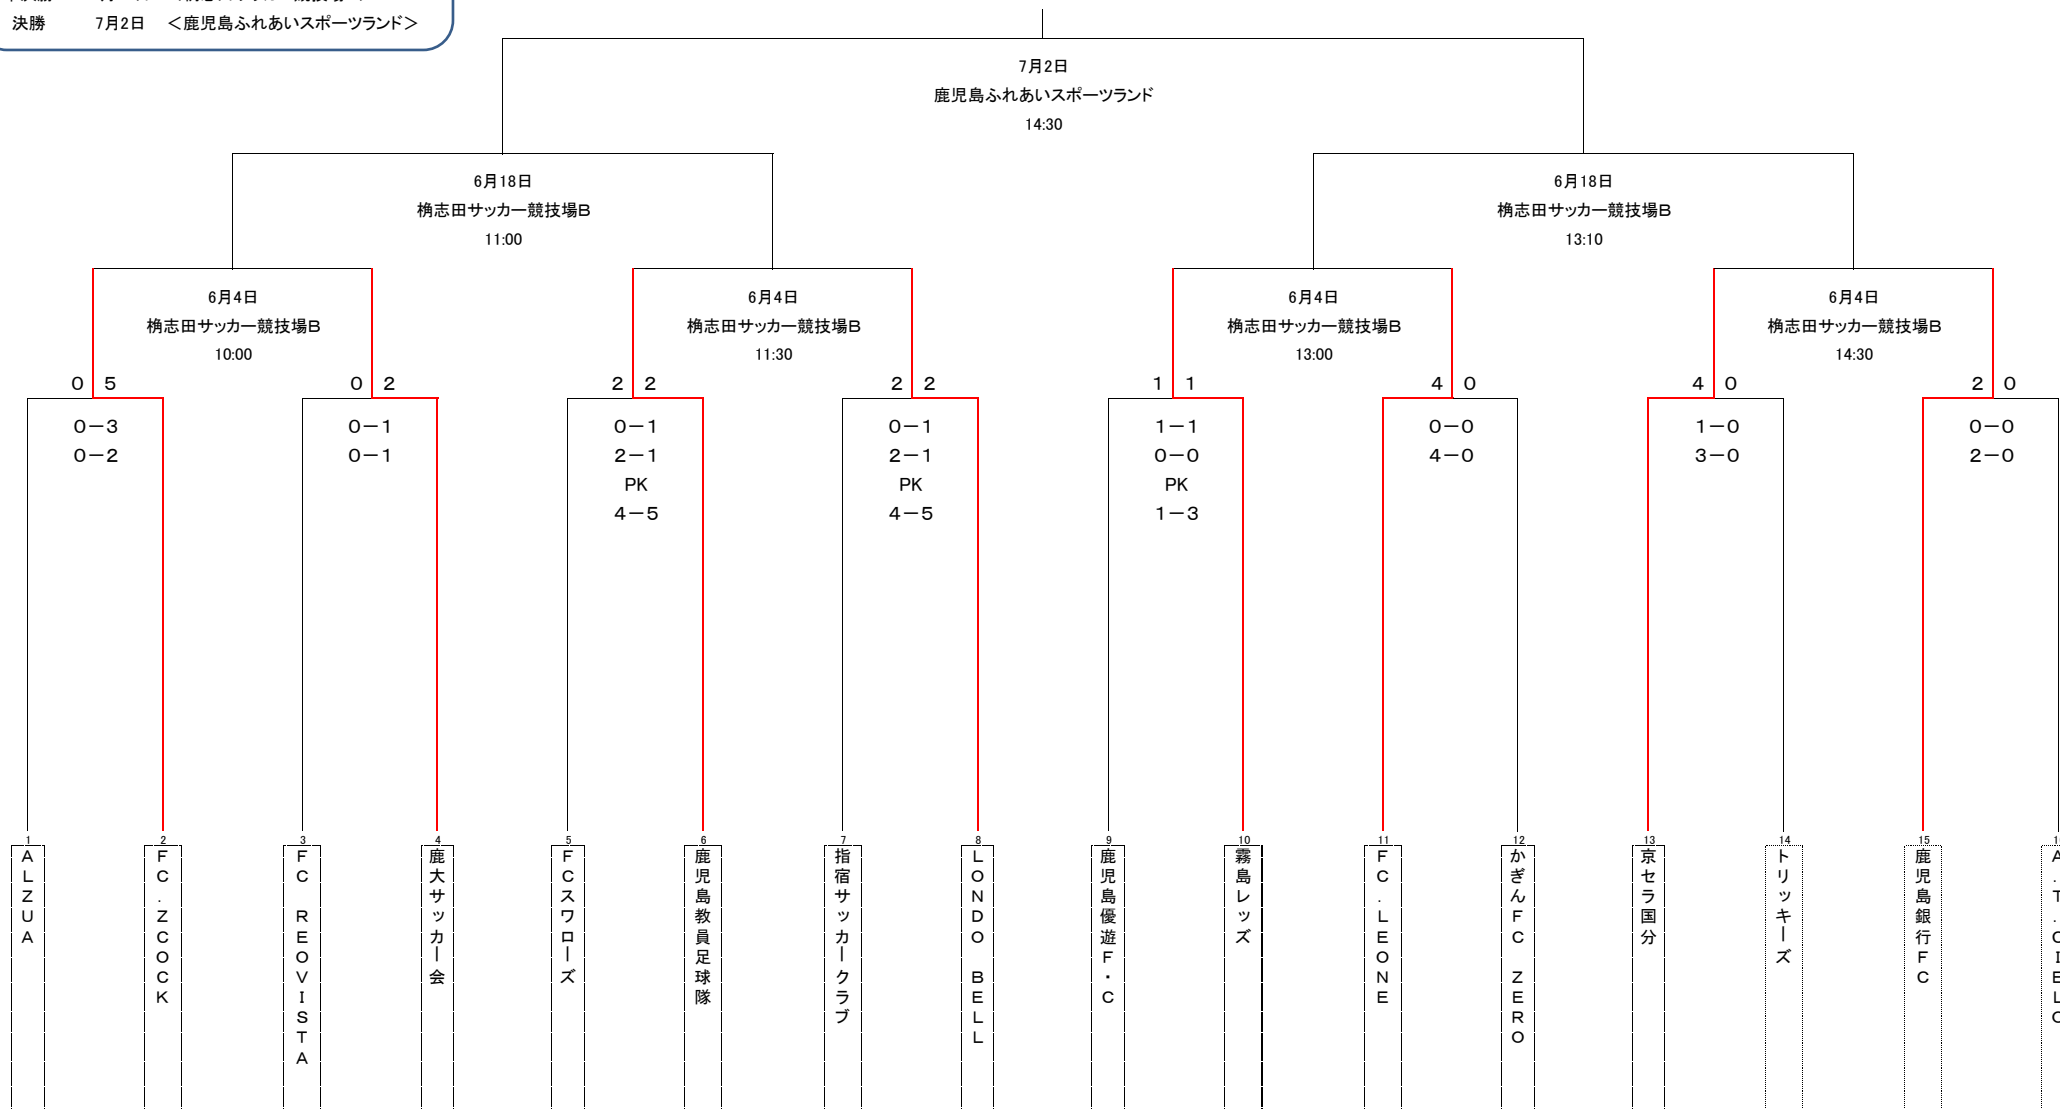 決勝　7月2日　＜鹿児島ふれあいスポーツランド＞
7月2日
鹿児島ふれあいスポーツランド
14:30
6月18日
桷志田サッカー競技場B
11:00
6月18日
桷志田サッカー競技場B
13:10
6月4日
桷志田サッカー競技場B
10:00
6月4日
桷志田サッカー競技場B
11:30
6月4日
桷志田サッカー競技場B
13:00
6月4日
桷志田サッカー競技場B
14:30
０ ５
０ ２
２ ２
２ ２
１ １
４ ０
４ ０
２ ０
０－３
０－２
０－１
０－１
０－１
２－１
PK
４－５
０－１
２－１
PK
４－５
１－１
０－０
PK
１－３
０－０
４－０
１－０
３－０
０－０
２－０
1
ＡＬＺＵＡ
2
ＦＣ．ＺＣＯＣＫ
3
ＦＣ　ＲＥＯＶＩＳＴＡ
4
鹿大サッカー会
5
ＦＣスワローズ
6
鹿児島教員足球隊
7
指宿サッカークラブ
8
ＬＯＮＤＯ　ＢＥＬＬ
9
鹿児島優遊Ｆ・Ｃ
10
霧島レッズ
11
ＦＣ．ＬＥＯＮＥ
12
かぎんＦＣ　ＺＥＲＯ
13
京セラ国分
14
トリッキーズ
15
鹿児島銀行ＦＣ
Ａ．Ｔ．ＣＩＥＬＯ